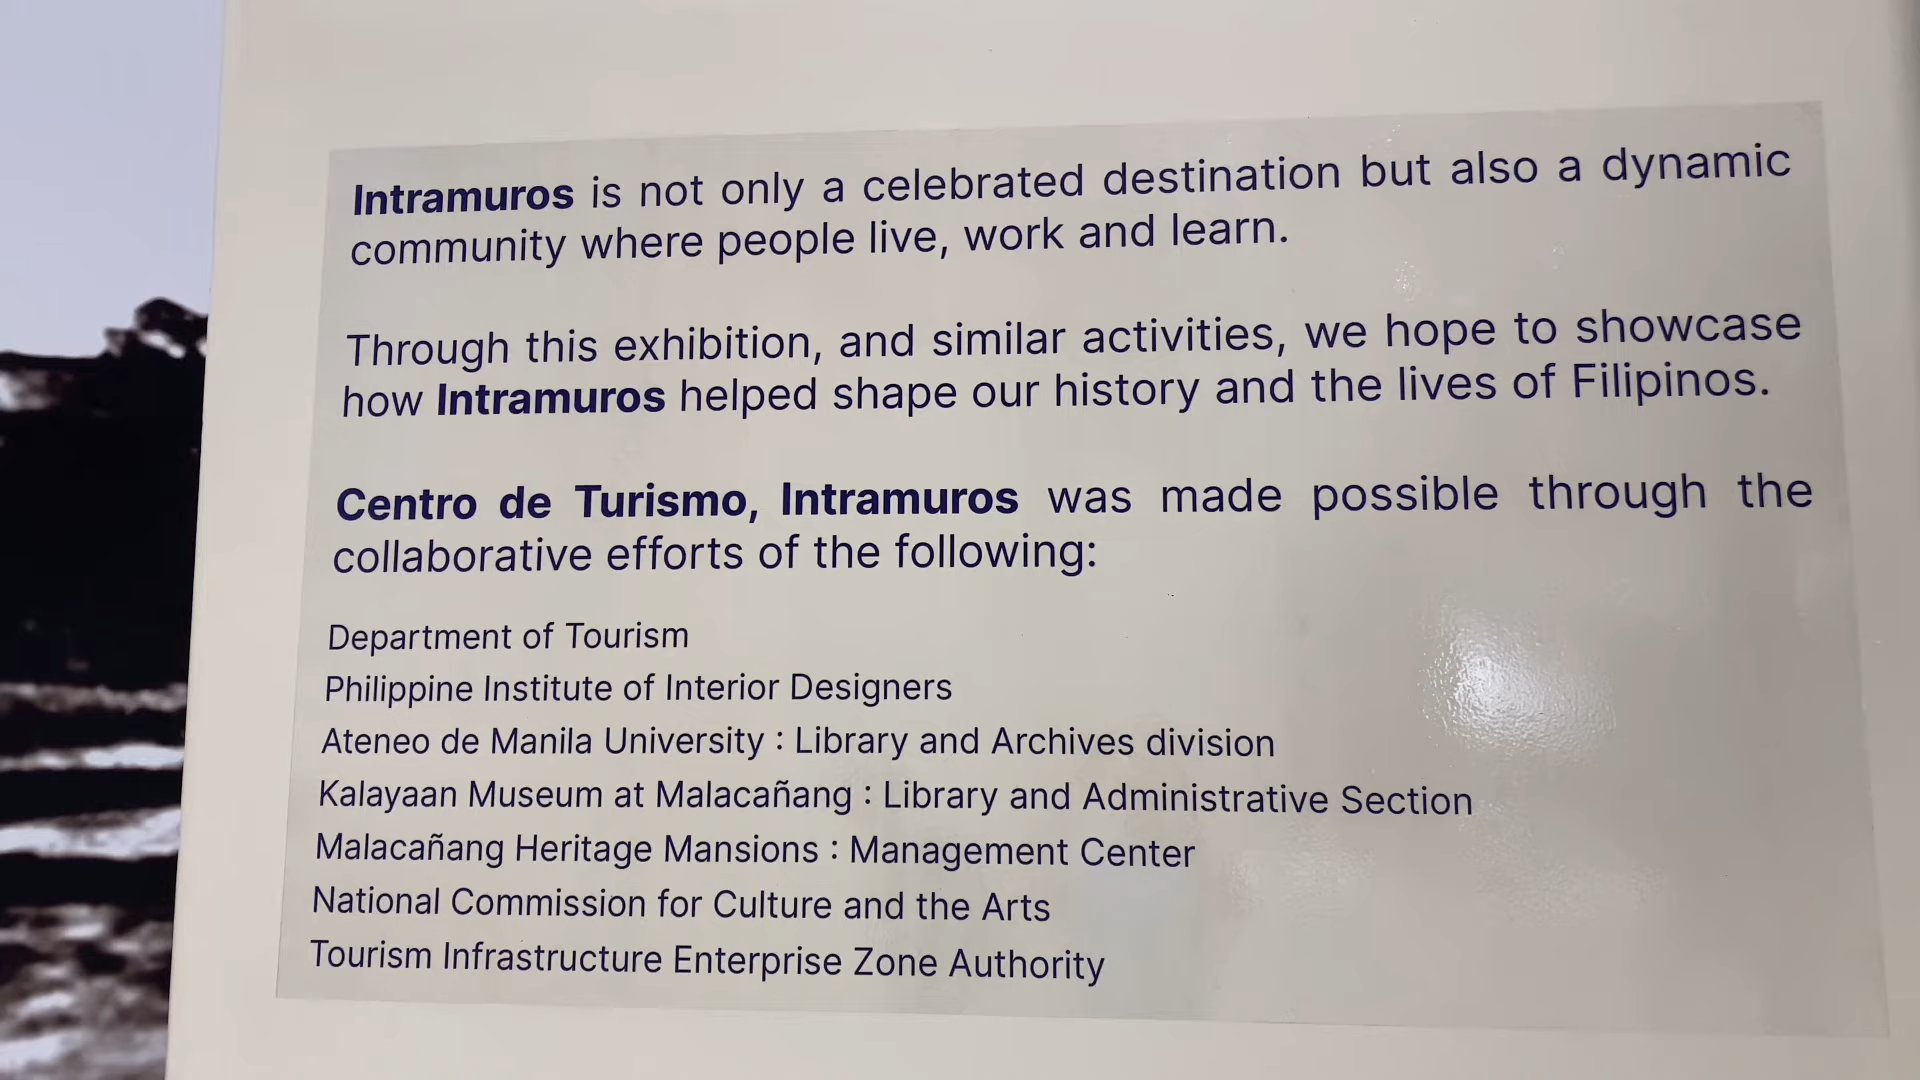 Intramuros is not only a celebrated destination but also a dynamic
community where people live, work and learn.
Through this exhibition, and similar activities, we hope to showcase
how Intramuros helped shape our history and the lives of Filipinos.
Centro de Turismo, Intramuros was made possible through the
collaborative efforts of the following:
Department of Tourism
Philippine Institute of Interior Designers
Ateneo de Manila University : Library and Archives division
Kalayaan Museum at Malacañang : Library and Administrative Section
Malacañang Heritage Mansions : Management Center
National Commission for Culture and the Arts
Tourism Infrastructure Enterprise Zone Authority